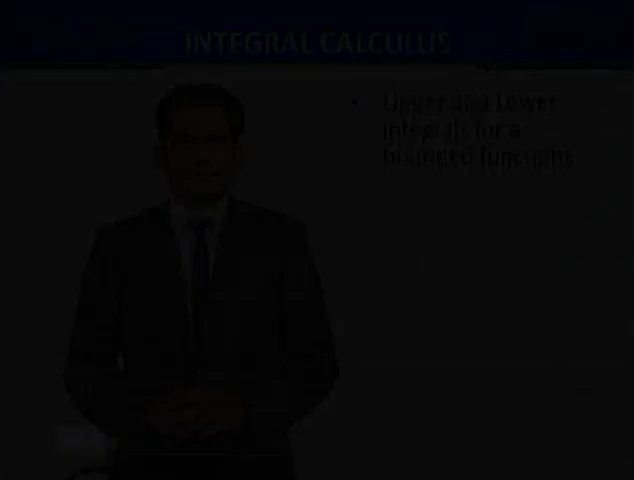 INTEGRAL CALCULUS
• Upper and Lower
integrals for a
bounded functions